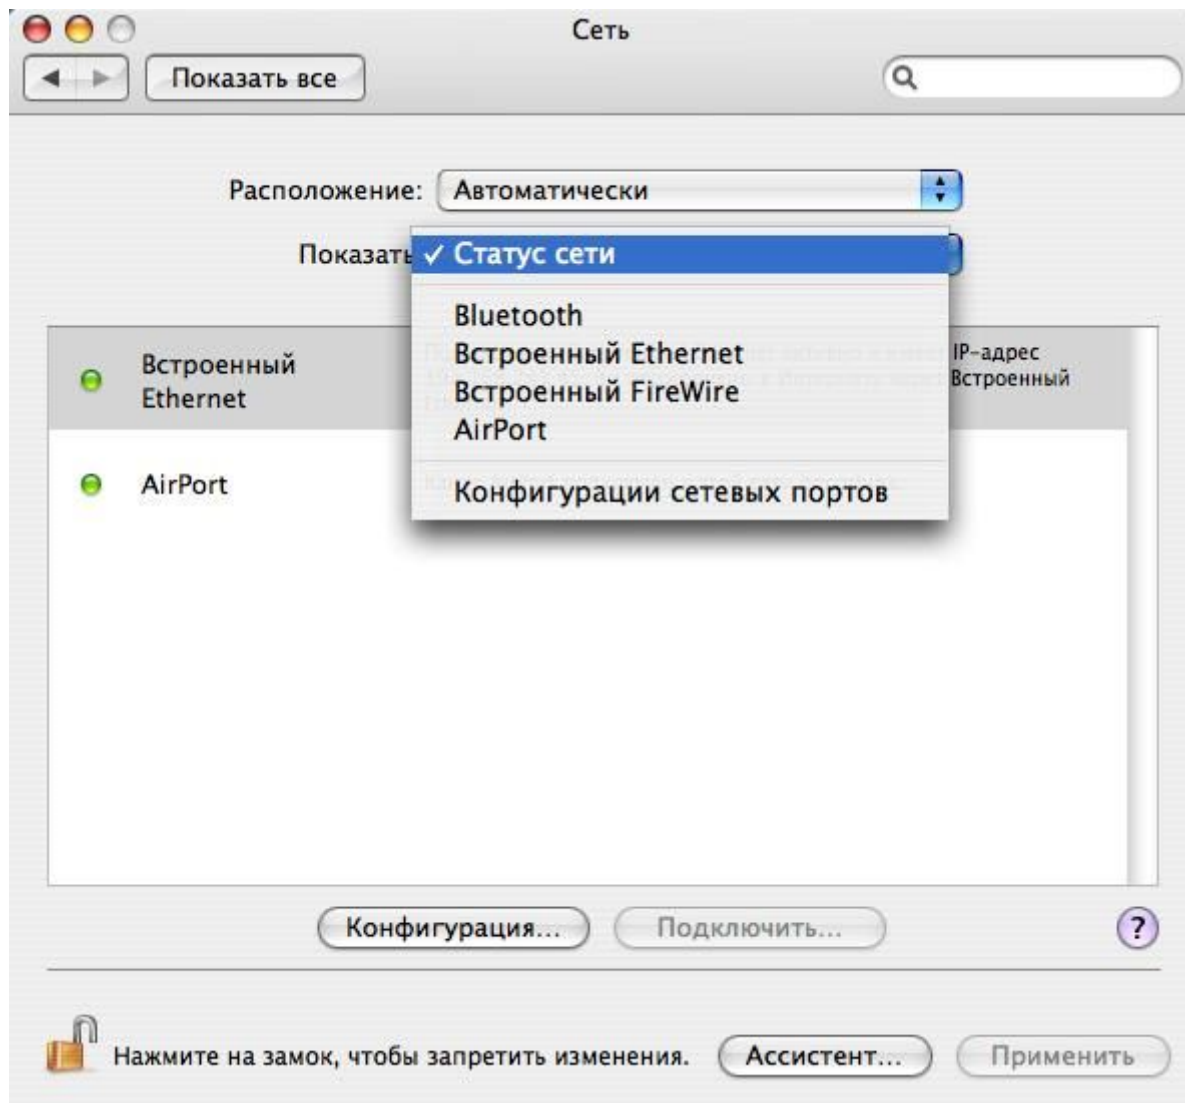 Сеть
Показать все
Расположение: Автоматически
Показать ✓ Статус сети
Bluetooth
Встроенный Ethernet
Встроенный FireWire
AirPort
Конфигурации сетевых портов
Встроенный
Ethernet
IP-адрес
Встроенный
AirPort
Конфигурация...
Подключить...
?
Нажмите на замок, чтобы запретить изменения.
Ассистент...
Применить